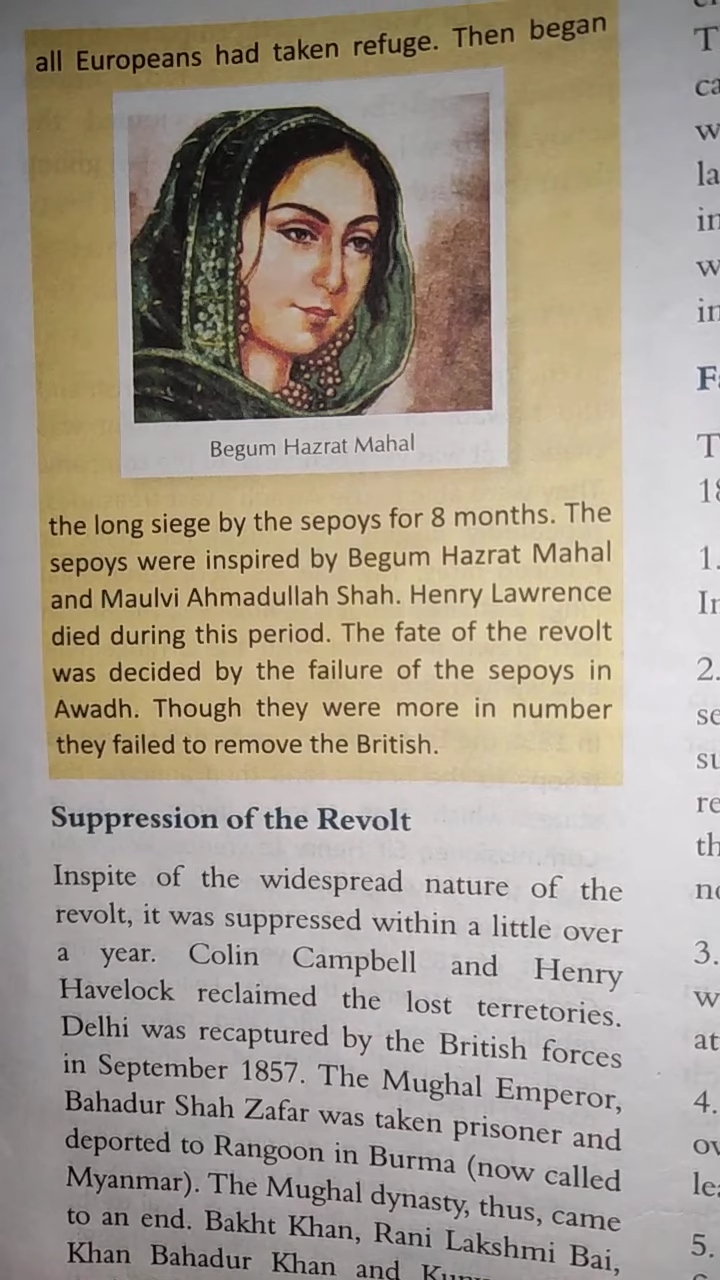 all Europeans had taken refuge. Then began
Begum Hazrat Mahal
the long siege by the sepoys for 8 months. The
sepoys were inspired by Begum Hazrat Mahal
and Maulvi Ahmadullah Shah. Henry Lawrence
died during this period. The fate of the revolt
was decided by the failure of the sepoys in
Awadh. Though they were more in number
they failed to remove the British.
Suppression of the Revolt
Inspite of the widespread nature of the
revolt, it was suppressed within a little over
a year. Colin Campbell and Henry
Havelock reclaimed the lost terretories.
Delhi was recaptured by the British forces
in September 1857. The Mughal Emperor,
Bahadur Shah Zafar was taken prisoner and
deported to Rangoon in Burma (now called
Myanmar). The Mughal dynasty, thus, came
to an end. Bakht Khan, Rani Lakshmi Bai,
Khan Bahadur Khan and
1.
2.
3.
4.
5.